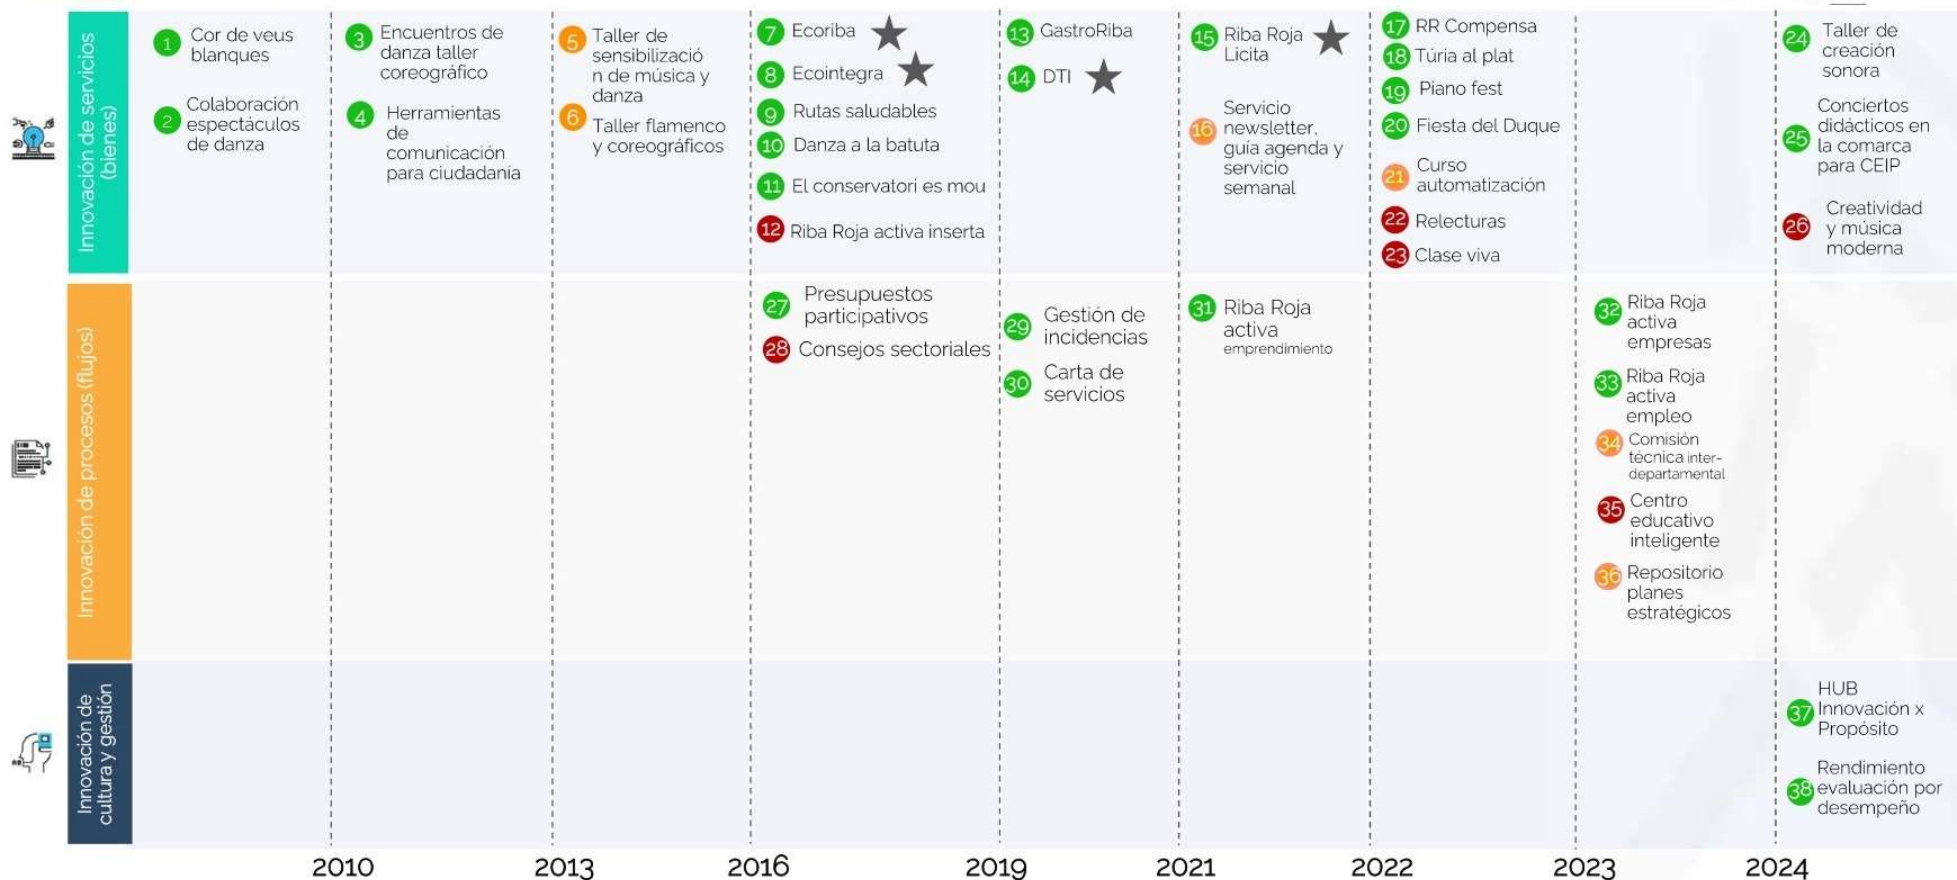 Innovación de servicios
(bienes)
1
Cor de veus
blanques
2
Colaboración
espectáculos
de danza
3
Encuentros de
danza taller
coreográfico
4
Herramientas
de
comunicación
para ciudadanía
5
Taller de
sensibilizació
n de música y
danza
6
Taller flamenco
y coreográficos
7
Ecoriba
8
Ecointegra
9
Rutas saludables
10
Danza a la batuta
11
El conservatori es mou
12
Riba Roja activa inserta
13
GastroRiba
14
DTI
15
Riba Roja
Licita
16
Servicio
newsletter,
guía agenda y
servicio
semanal
17
RR Compensa
18
Túria al plat
19
Piano fest
20
Fiesta del Duque
21
Curso
automatización
22
Relecturas
23
Clase viva
24
Taller de
creación
sonora
25
Conciertos
didácticos en
la comarca
para CEIP
26
Creatividad
y música
moderna
Innovación de procesos (flujos)
27
Presupuestos
participativos
28
Consejos sectoriales
29
Gestión de
incidencias
30
Carta de
servicios
31
Riba Roja
activa
emprendimiento
32
Riba Roja
activa
empresas
33
Riba Roja
activa
empleo
34
Comisión
técnica inter-
departamental
35
Centro
educativo
inteligente
36
Repositorio
planes
estratégicos
Innovación de
cultura y gestión
37
HUB
Innovación x
Propósito
38
Rendimiento
evaluación por
desempeño
2010 2013 2016 2019 2021 2022 2023 2024